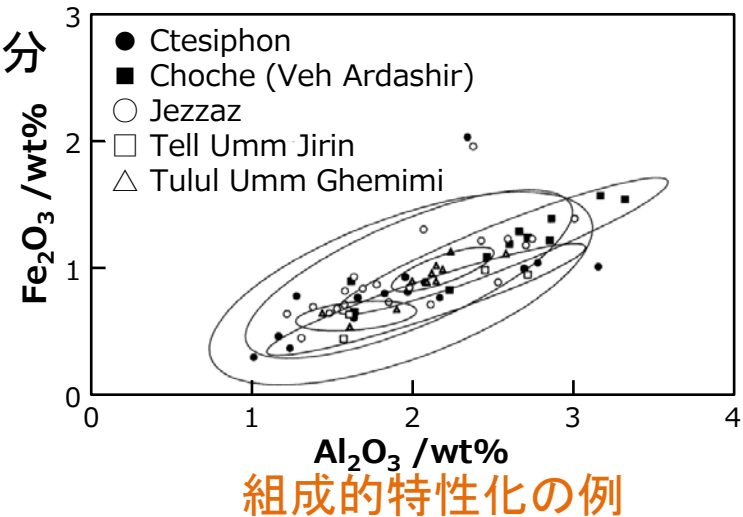 分
3
2
1
0
Fe₂O₃ /wt%
● Ctesiphon
■ Choche (Veh Ardashir)
○ Jezzaz
□ Tell Umm Jirin
△ Tulul Umm Ghemimi
0 1 2 3 4
Al₂O₃ /wt%
組成的特性化の例